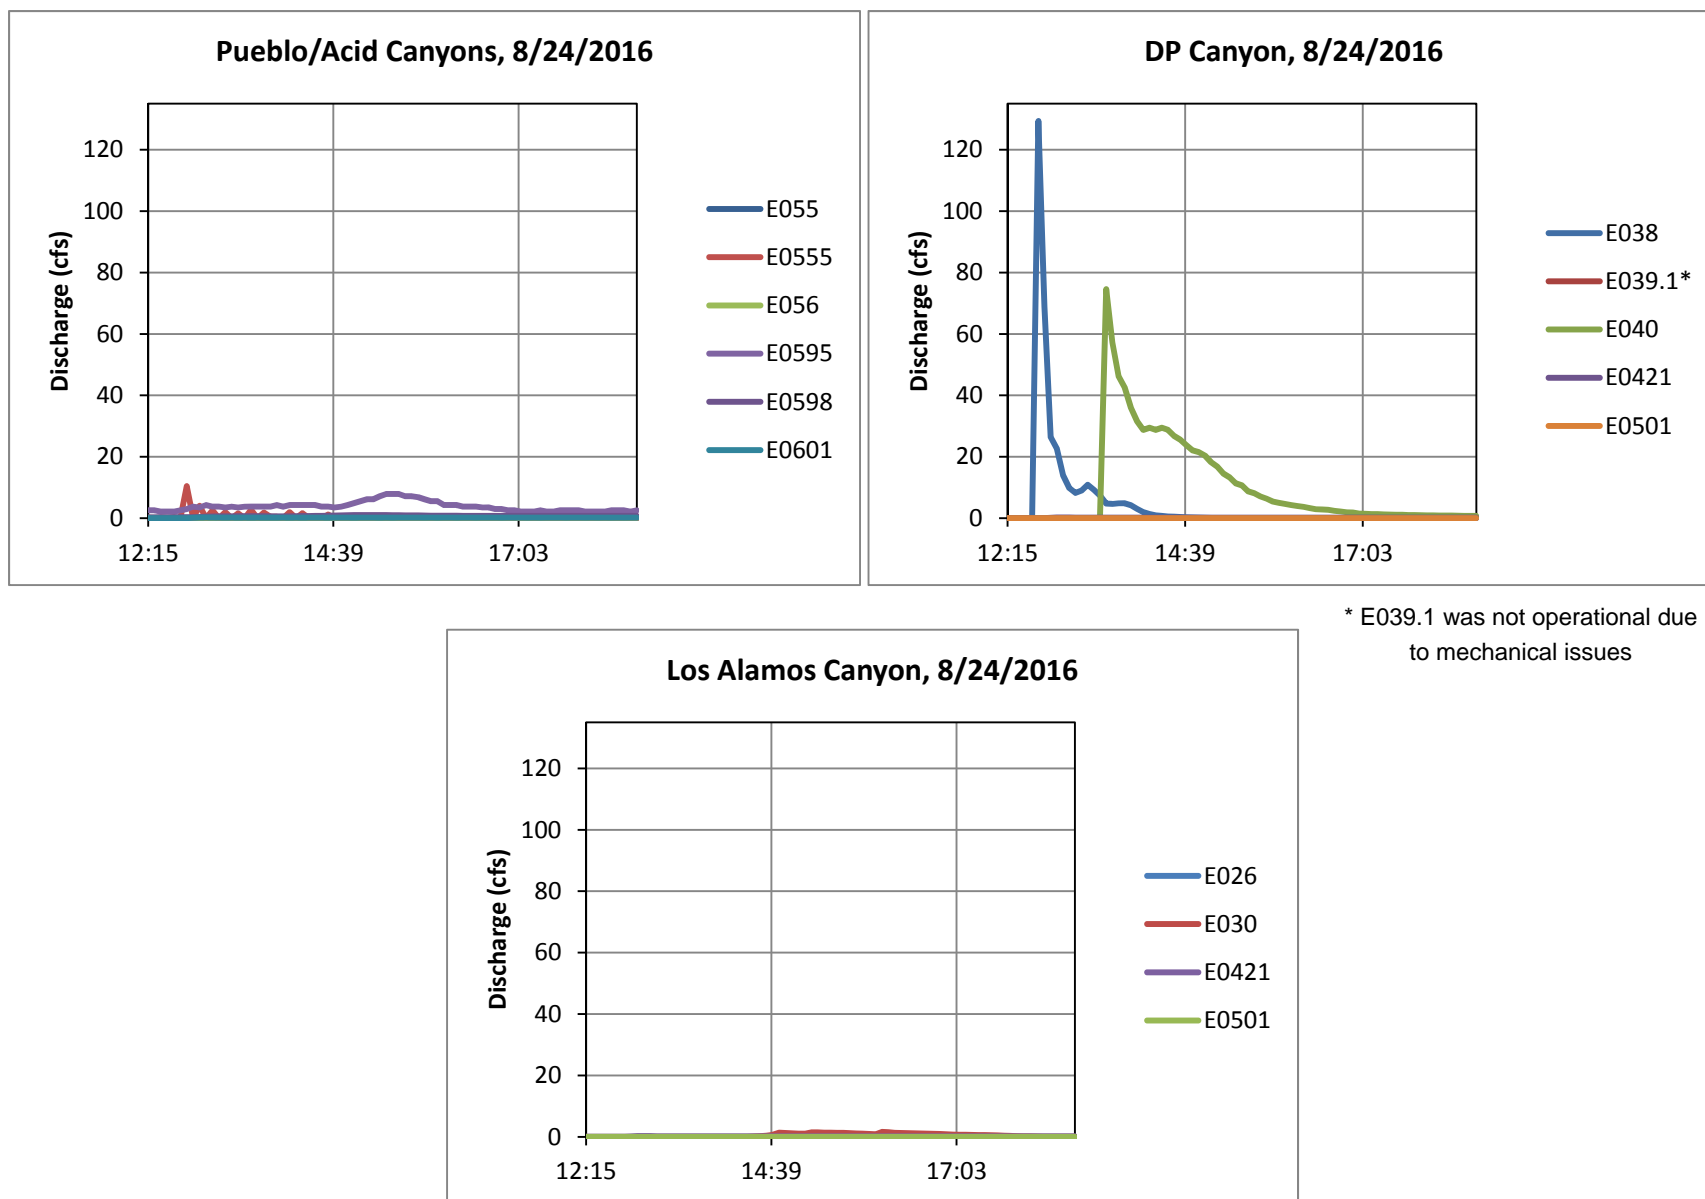 Pueblo/Acid Canyons, 8/24/2016
Discharge (cfs)
120
100
80
60
40
20
0
12:15 14:39 17:03
E055
E0555
E056
E0595
E0598
E0601
DP Canyon, 8/24/2016
Discharge (cfs)
120
100
80
60
40
20
0
12:15 14:39 17:03
E038
E039.1*
E040
E0421
E0501
* E039.1 was not operational due
to mechanical issues
Los Alamos Canyon, 8/24/2016
Discharge (cfs)
120
100
80
60
40
20
0
12:15 14:39 17:03
E026
E030
E0421
E0501